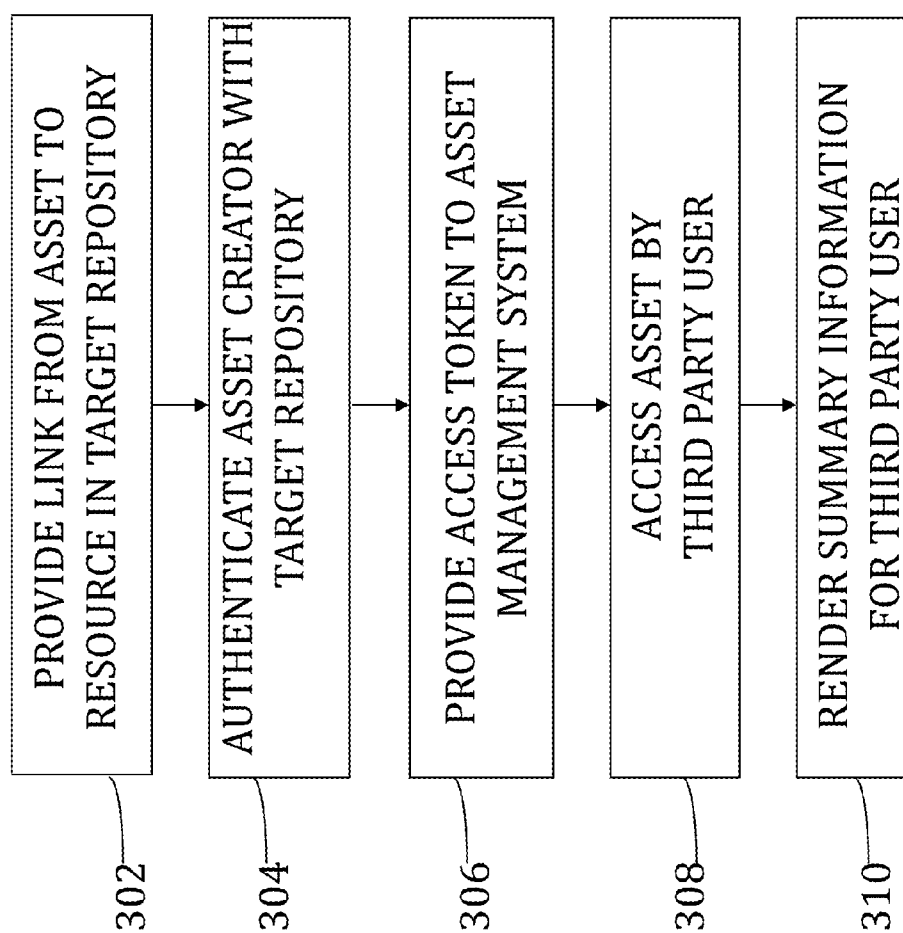 302
PROVIDE LINK FROM ASSET TO
RESOURCE IN TARGET REPOSITORY
304
AUTHENTICATE ASSET CREATOR WITH
TARGET REPOSITORY
306
PROVIDE ACCESS TOKEN TO ASSET
MANAGEMENT SYSTEM
308
ACCESS ASSET BY
THIRD PARTY USER
310
RENDER SUMMARY INFORMATION
FOR THIRD PARTY USER